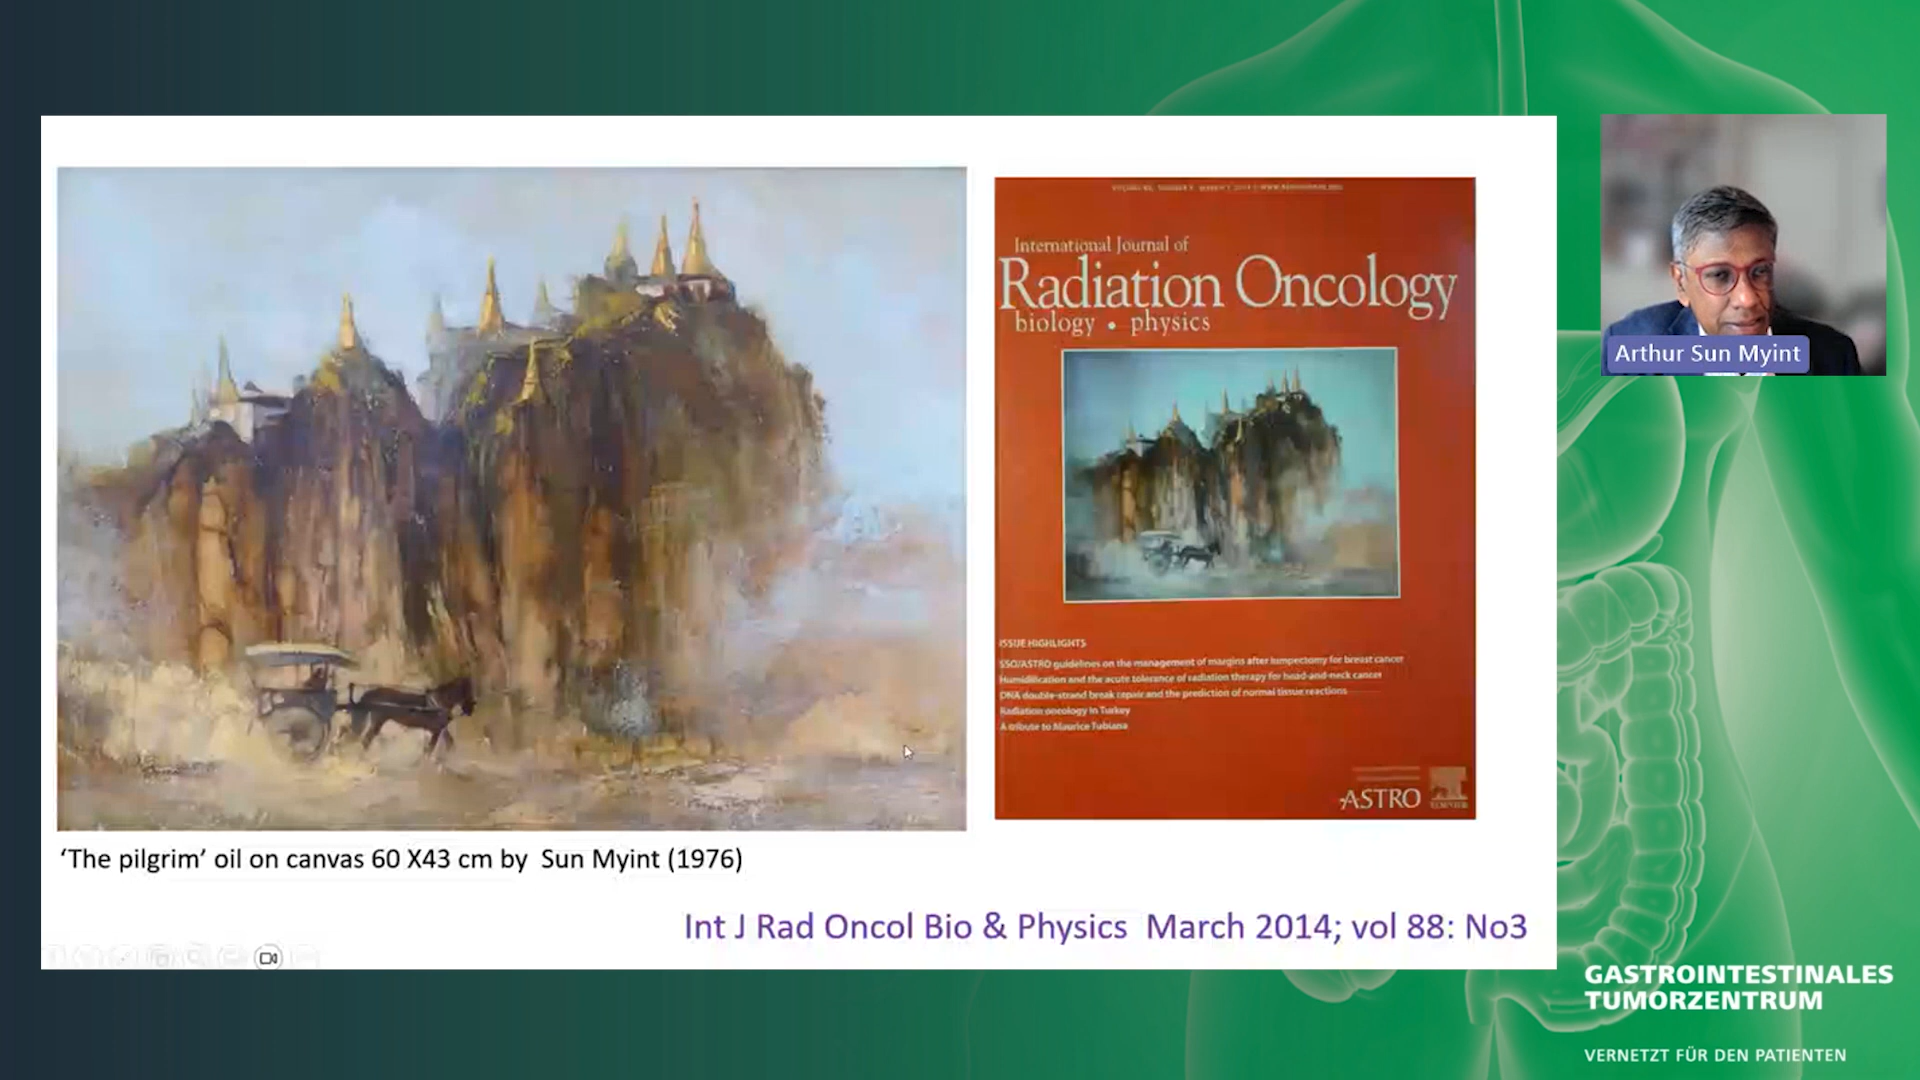 International Journal of
Radiation Oncology
biology • physics
ISSUE HIGHLIGHTS
SSO/ASTRO guidelines on the management of margins after lumpectomy for breast cancer
Humidification and the acute tolerance of radiation therapy for head-and-neck cancer
DNA double-strand break repair and the prediction of normal tissue reactions
Radiation oncology in Turkey
A tribute to Maurice Tubiana
ASTRO
ELSEVIER
Arthur Sun Myint
‘The pilgrim’ oil on canvas 60 X43 cm by Sun Myint (1976)
Int J Rad Oncol Bio & Physics March 2014; vol 88: No3
GASTROINTESTINALES
TUMORZENTRUM
VERNETZT FÜR DEN PATIENTEN